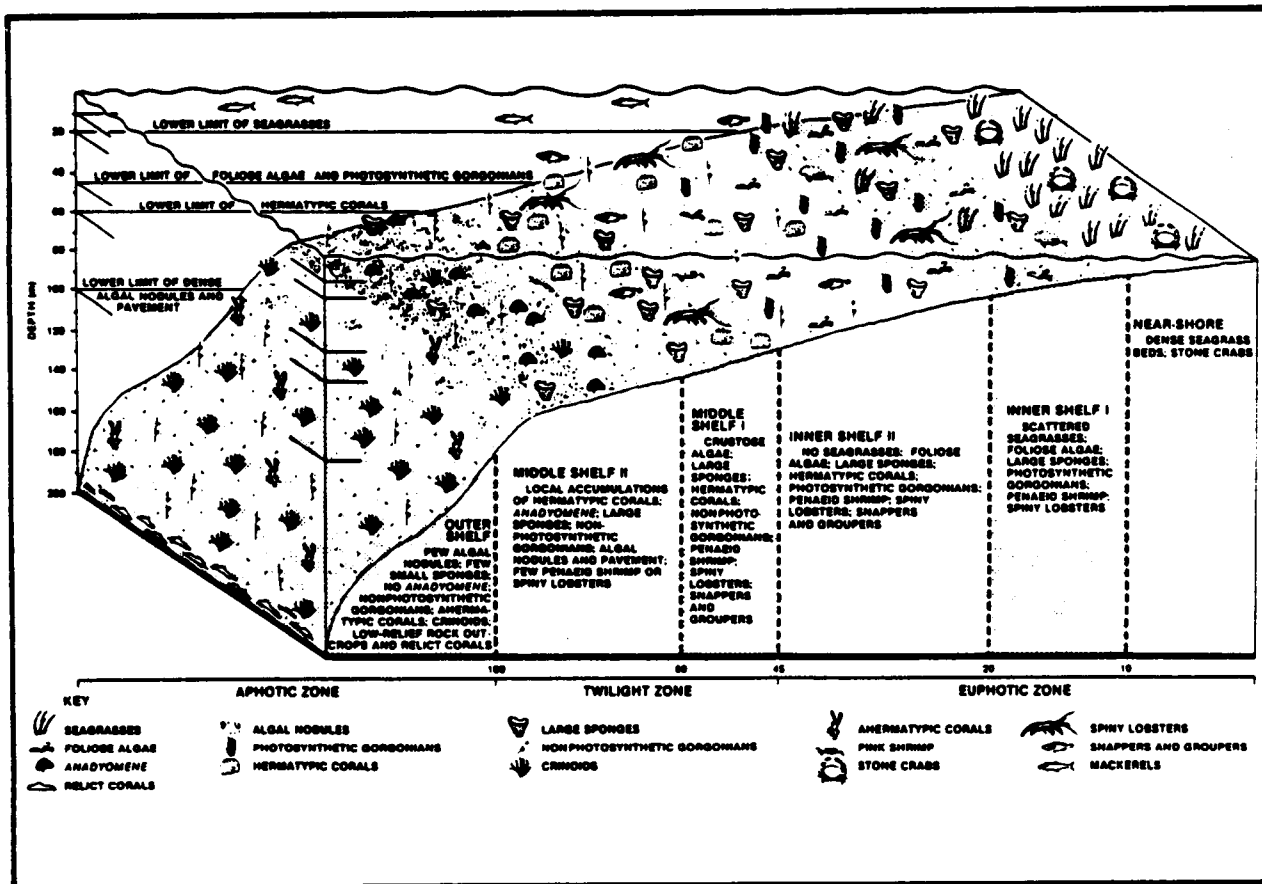 LOWER LIMIT OF SEAGRASSES
LOWER LIMIT OF FOLIOSE ALGAE AND PHOTOSYNTHETIC GORGONIANS
LOWER LIMIT OF HERMATYPIC CORALS
LOWER LIMIT OF DENSE
ALGAL NODULES AND
PAVEMENT
DEPTH (m)
20
40
60
80
100
120
140
160
180
200
OUTER
SHELF
FEW ALGAL
NODULES; FEW
SMALL SPONGES;
NO ANADYOMENE;
NONPHOTOSYNTHETIC
GORGONIANS; AHERMA-
TYPIC CORALS; CRINOIDS;
LOW-RELIEF ROCK OUT-
CROPS AND RELICT CORALS
MIDDLE SHELF II
LOCAL ACCUMULATIONS
OF HERMATYPIC CORALS;
ANADYOMENE; LARGE
SPONGES; NON-
PHOTOSYNTHETIC
GORGONIANS; ALGAL
NODULES AND PAVEMENT;
FEW PENAEID SHRIMP OR
SPINY LOBSTERS
MIDDLE
SHELF I
CRUSTOSE
ALGAE;
LARGE
SPONGES;
HERMATYPIC
CORALS;
NONPHOTO-
SYNTHETIC
GORGONIANS;
PENAEID
SHRIMP;
SPINY
LOBSTERS;
SNAPPERS
AND
GROUPERS
INNER SHELF II
NO SEAGRASSES; FOLIOSE
ALGAE; LARGE SPONGES;
HERMATYPIC CORALS;
PHOTOSYNTHETIC GORGONIANS;
PENAEID SHRIMP; SPINY
LOBSTERS; SNAPPERS
AND GROUPERS
INNER SHELF I
SCATTERED
SEAGRASSES;
FOLIOSE ALGAE;
LARGE SPONGES;
PHOTOSYNTHETIC
GORGONIANS;
PENAEID SHRIMP;
SPINY LOBSTERS
NEAR-SHORE
DENSE SEAGRASS
BEDS; STONE CRABS
100 60 45 20 10
APHOTIC ZONE TWILIGHT ZONE EUPHOTIC ZONE
KEY
SEAGRASSES
FOLIOSE ALGAE
ANADYOMENE
RELICT CORALS
ALGAL NODULES
PHOTOSYNTHETIC GORGONIANS
HERMATYPIC CORALS
LARGE SPONGES
NONPHOTOSYNTHETIC GORGONIANS
CRINOIDS
AHERMATYPIC CORALS
PINK SHRIMP
STONE CRABS
SPINY LOBSTERS
SNAPPERS AND GROUPERS
MACKERELS